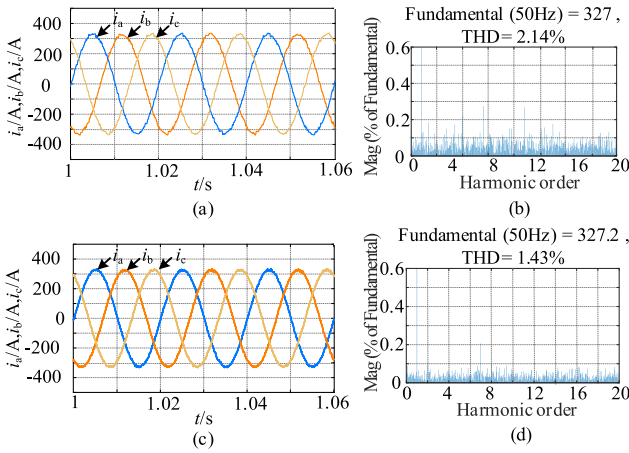 Fundamental (50Hz) = 327 ,
THD= 2.14%
i_a i_b i_c
i_a/A,i_b/A,i_c/A
400
200
0
-200
-400
1 1.02 1.04 1.06
t/s
(a)
Mag (% of Fundamental)
0.6
0.4
0.2
0
0 4 8 12 16 20
Harmonic order
(b)
Fundamental (50Hz) = 327.2 ,
THD= 1.43%
i_a i_b i_c
i_a/A,i_b/A,i_c/A
400
200
0
-200
-400
1 1.02 1.04 1.06
t/s
(c)
Mag (% of Fundamental)
0.6
0.4
0.2
0
0 4 8 12 16 20
Harmonic order
(d)